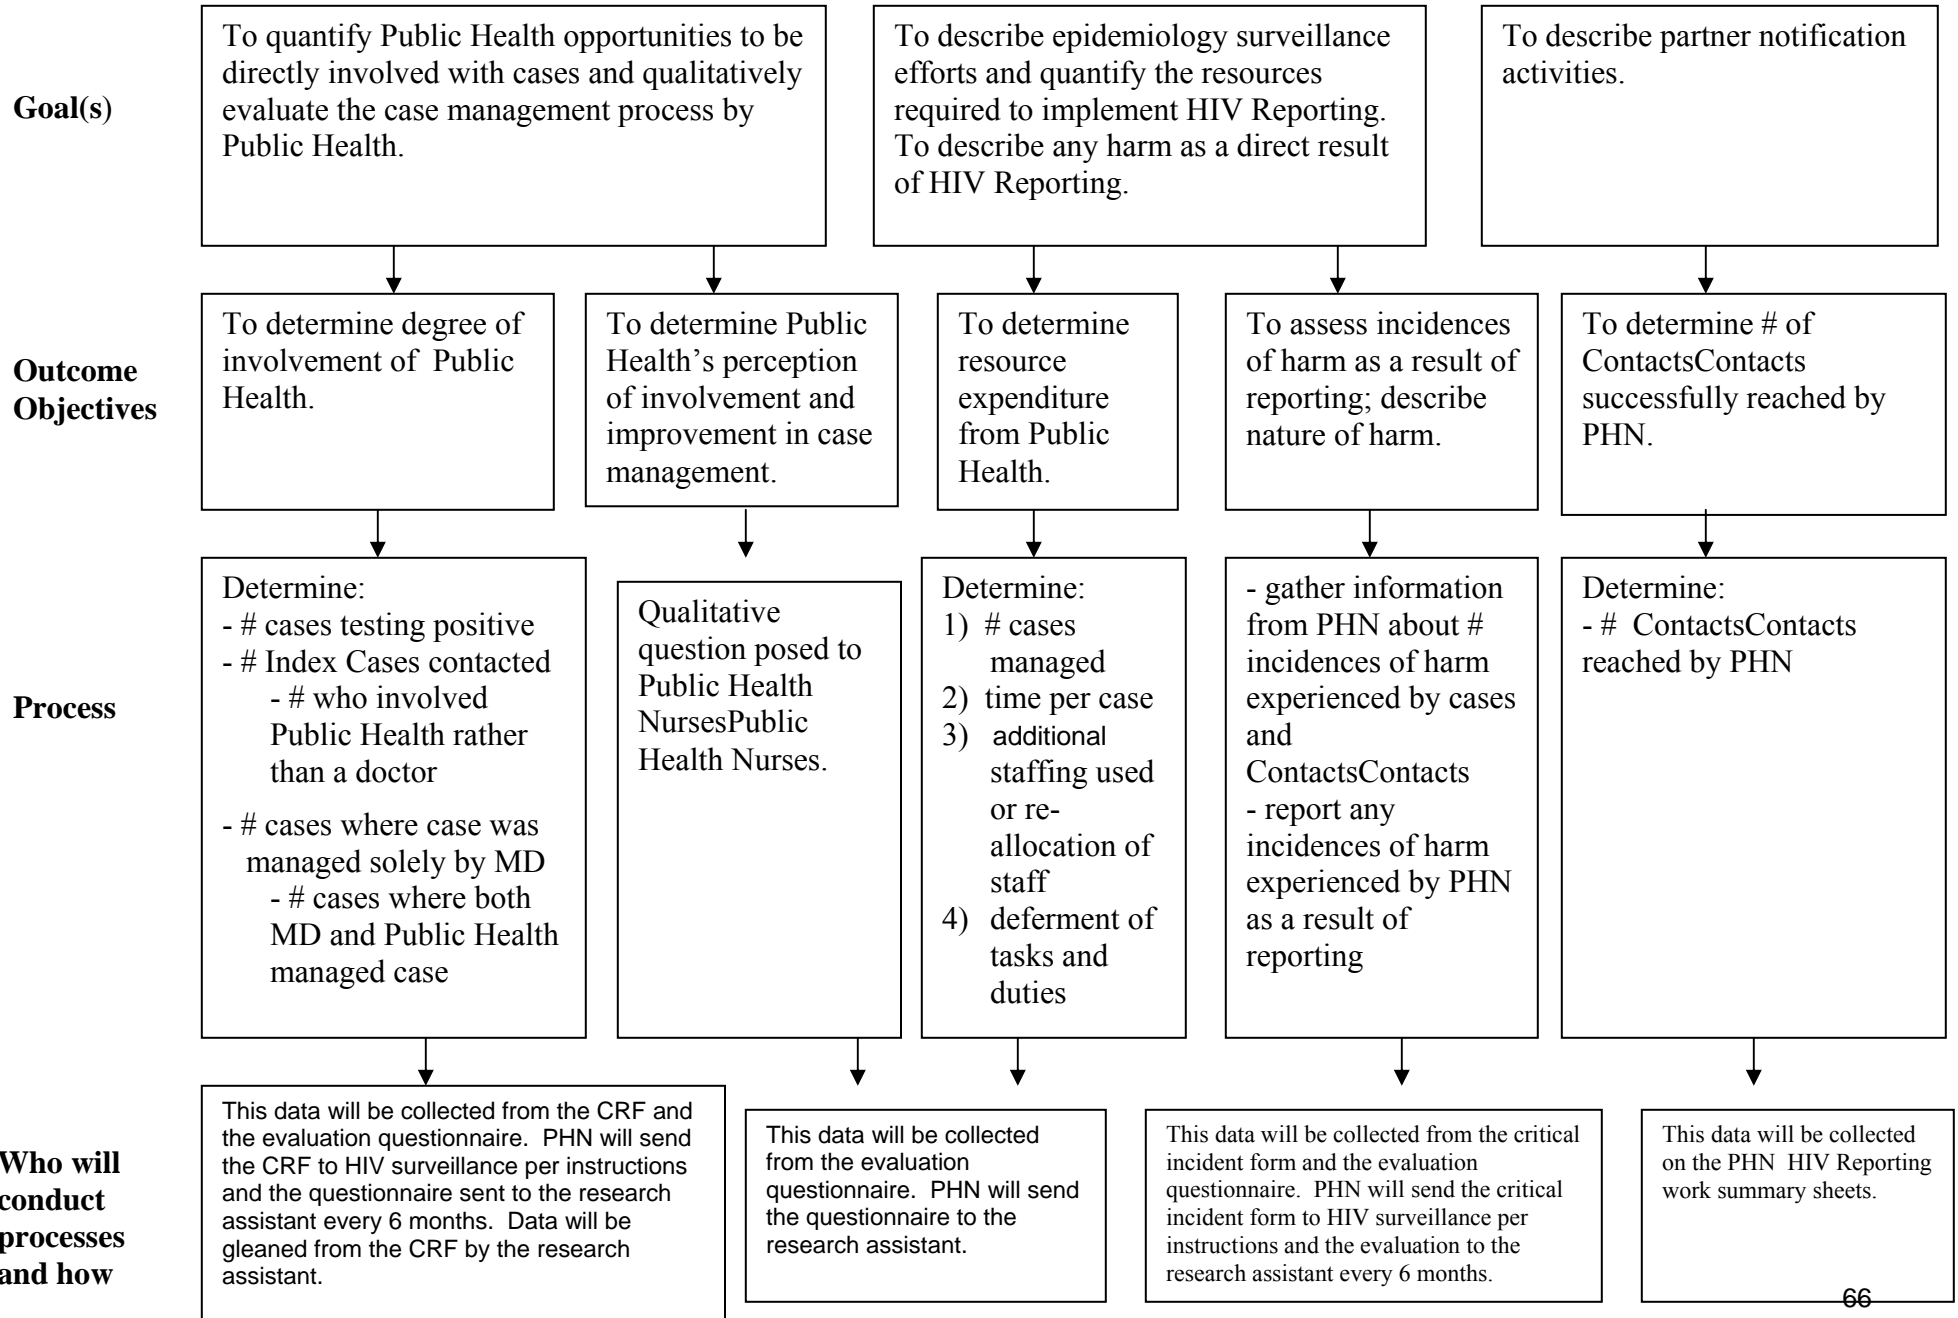 Goal(s)
To quantify Public Health opportunities to be
directly involved with cases and qualitatively
evaluate the case management process by
Public Health.
To describe epidemiology surveillance
efforts and quantify the resources
required to implement HIV Reporting.
To describe any harm as a direct result
of HIV Reporting.
To describe partner notification
activities.
Outcome
Objectives
To determine degree of
involvement of  Public
Health.
To determine Public
Health’s perception
of involvement and
improvement in case
management.
To determine
resource
expenditure
from Public
Health.
To assess incidences
of harm as a result of
reporting; describe
nature of harm.
To determine # of
ContactsContacts
successfully reached by
PHN.
Process
Determine:
- # cases testing positive
- # Index Cases contacted
- # who involved
Public Health rather
than a doctor
- # cases where case was
managed solely by MD
- # cases where both
MD and Public Health
managed case
Qualitative
question posed to
Public Health
NursesPublic
Health Nurses.
Determine:
1) # cases
managed
2) time per case
3) additional
staffing used
or re-
allocation of
staff
4) deferment of
tasks and
duties
- gather information
from PHN about #
incidences of harm
experienced by cases
and
ContactsContacts
- report any
incidences of harm
experienced by PHN
as a result of
reporting
Determine:
- # ContactsContacts
reached by PHN
Who will
conduct
processes
and how
This data will be collected from the CRF and
the evaluation questionnaire. PHN will send
the CRF to HIV surveillance per instructions
and the questionnaire sent to the research
assistant every 6 months. Data will be
gleaned from the CRF by the research
assistant.
This data will be collected
from the evaluation
questionnaire. PHN will send
the questionnaire to the
research assistant.
This data will be collected from the critical
incident form and the evaluation
questionnaire. PHN will send the critical
incident form to HIV surveillance per
instructions and the evaluation to the
research assistant every 6 months.
This data will be collected
on the PHN HIV Reporting
work summary sheets.
66